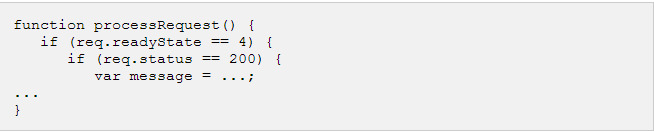 function processRequest() {
   if (req.readyState == 4) {
      if (req.status == 200) {
         var message = ...;
...
}